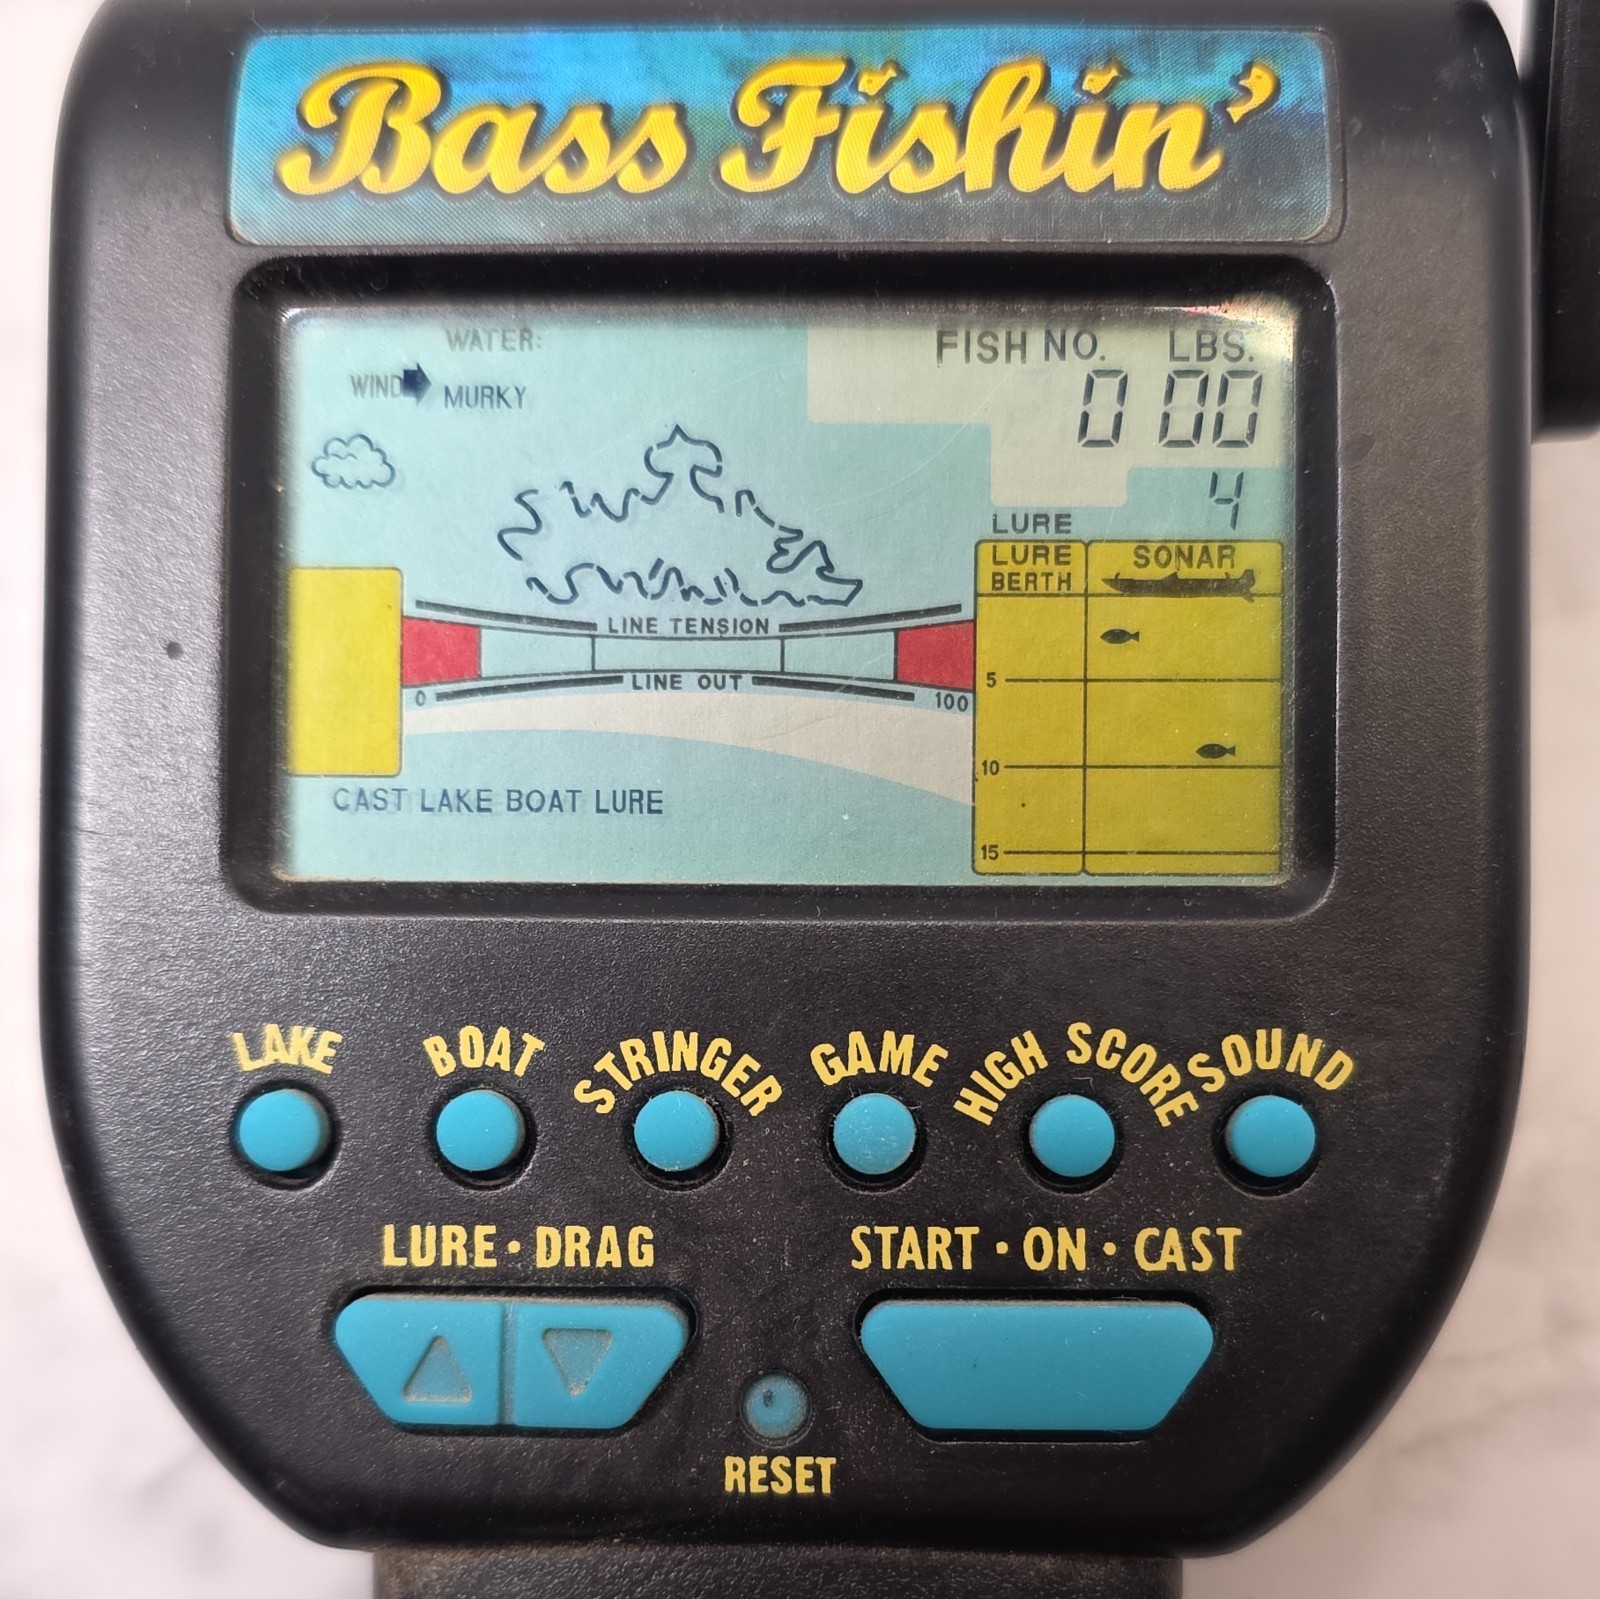 Bass Fishin'
WATER:
FISH NO. LBS.
WIND MURKY
0 00
4
LURE
LURE BERTH
SONAR
LINE TENSION
LINE OUT
0
100
5
10
15
CAST LAKE BOAT LURE
LAKE BOAT STRINGER GAME HIGH SCORE SOUND
LURE • DRAG
START • ON • CAST
RESET